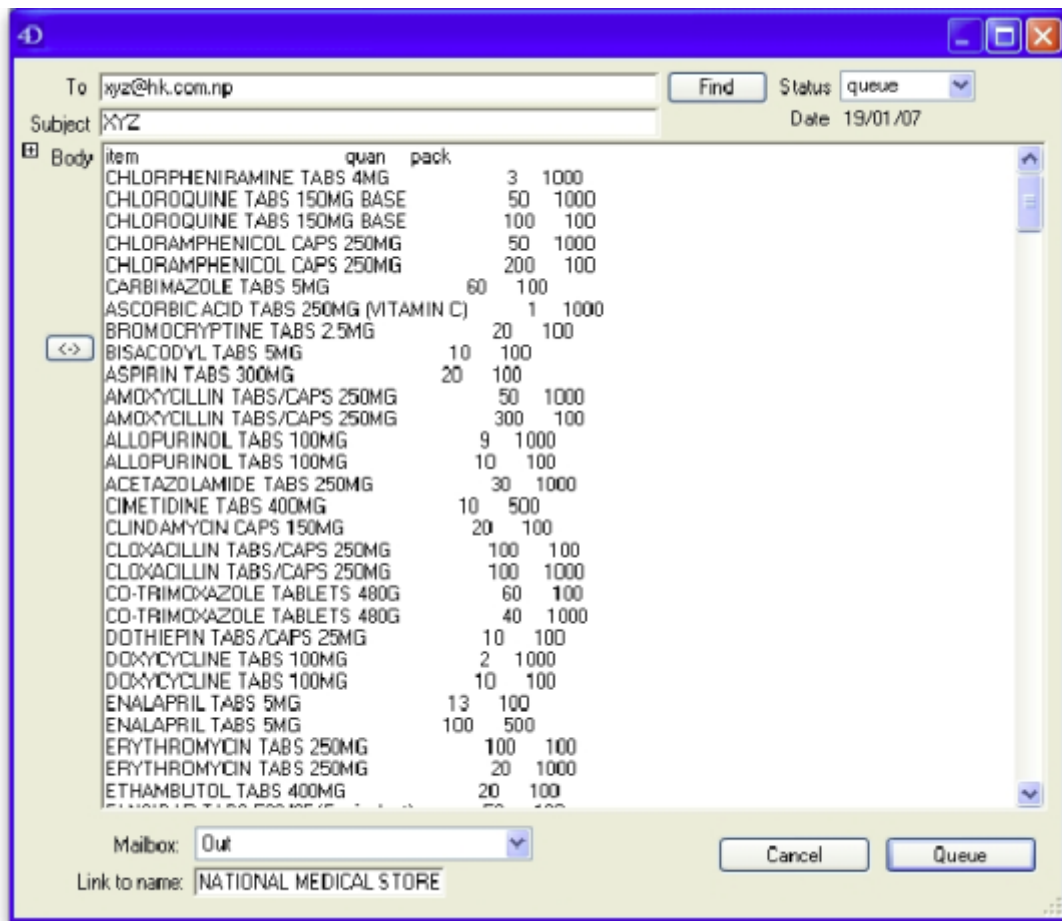 4D
To xyz@hk.com.np Find Status queue
Subject XYZ Date 19/01/07
Body item quan pack
CHLORPHENIRAMINE TABS 4MG 3 1000
CHLOROQUINE TABS 150MG BASE 50 1000
CHLOROQUINE TABS 150MG BASE 100 100
CHLORAMPHENICOL CAPS 250MG 50 1000
CHLORAMPHENICOL CAPS 250MG 200 100
CARBIMAZOLE TABS 5MG 60 100
ASCORBIC ACID TABS 250MG (VITAMIN C) 1 1000
BROMOCRYPTINE TABS 2.5MG 20 100
<-> BISACODYL TABS 5MG 10 100
ASPIRIN TABS 300MG 20 100
AMOXYCILLIN TABS/CAPS 250MG 50 1000
AMOXYCILLIN TABS/CAPS 250MG 300 100
ALLOPURINOL TABS 100MG 9 1000
ALLOPURINOL TABS 100MG 10 100
ACETAZOLAMIDE TABS 250MG 30 1000
CIMETIDINE TABS 400MG 10 500
CLINDAMYCIN CAPS 150MG 20 100
CLOXACILLIN TABS/CAPS 250MG 100 100
CLOXACILLIN TABS/CAPS 250MG 100 1000
CO-TRIMOXAZOLE TABLETS 480G 60 100
CO-TRIMOXAZOLE TABLETS 480G 40 1000
DOTHIEPIN TABS/CAPS 25MG 10 100
DOXYCYCLINE TABS 100MG 2 1000
DOXYCYCLINE TABS 100MG 10 100
ENALAPRIL TABS 5MG 13 100
ENALAPRIL TABS 5MG 100 500
ERYTHROMYCIN TABS 250MG 100 100
ERYTHROMYCIN TABS 250MG 20 1000
ETHAMBUTOL TABS 400MG 20 100
Mailbox: Out Cancel Queue
Link to name: NATIONAL MEDICAL STORE